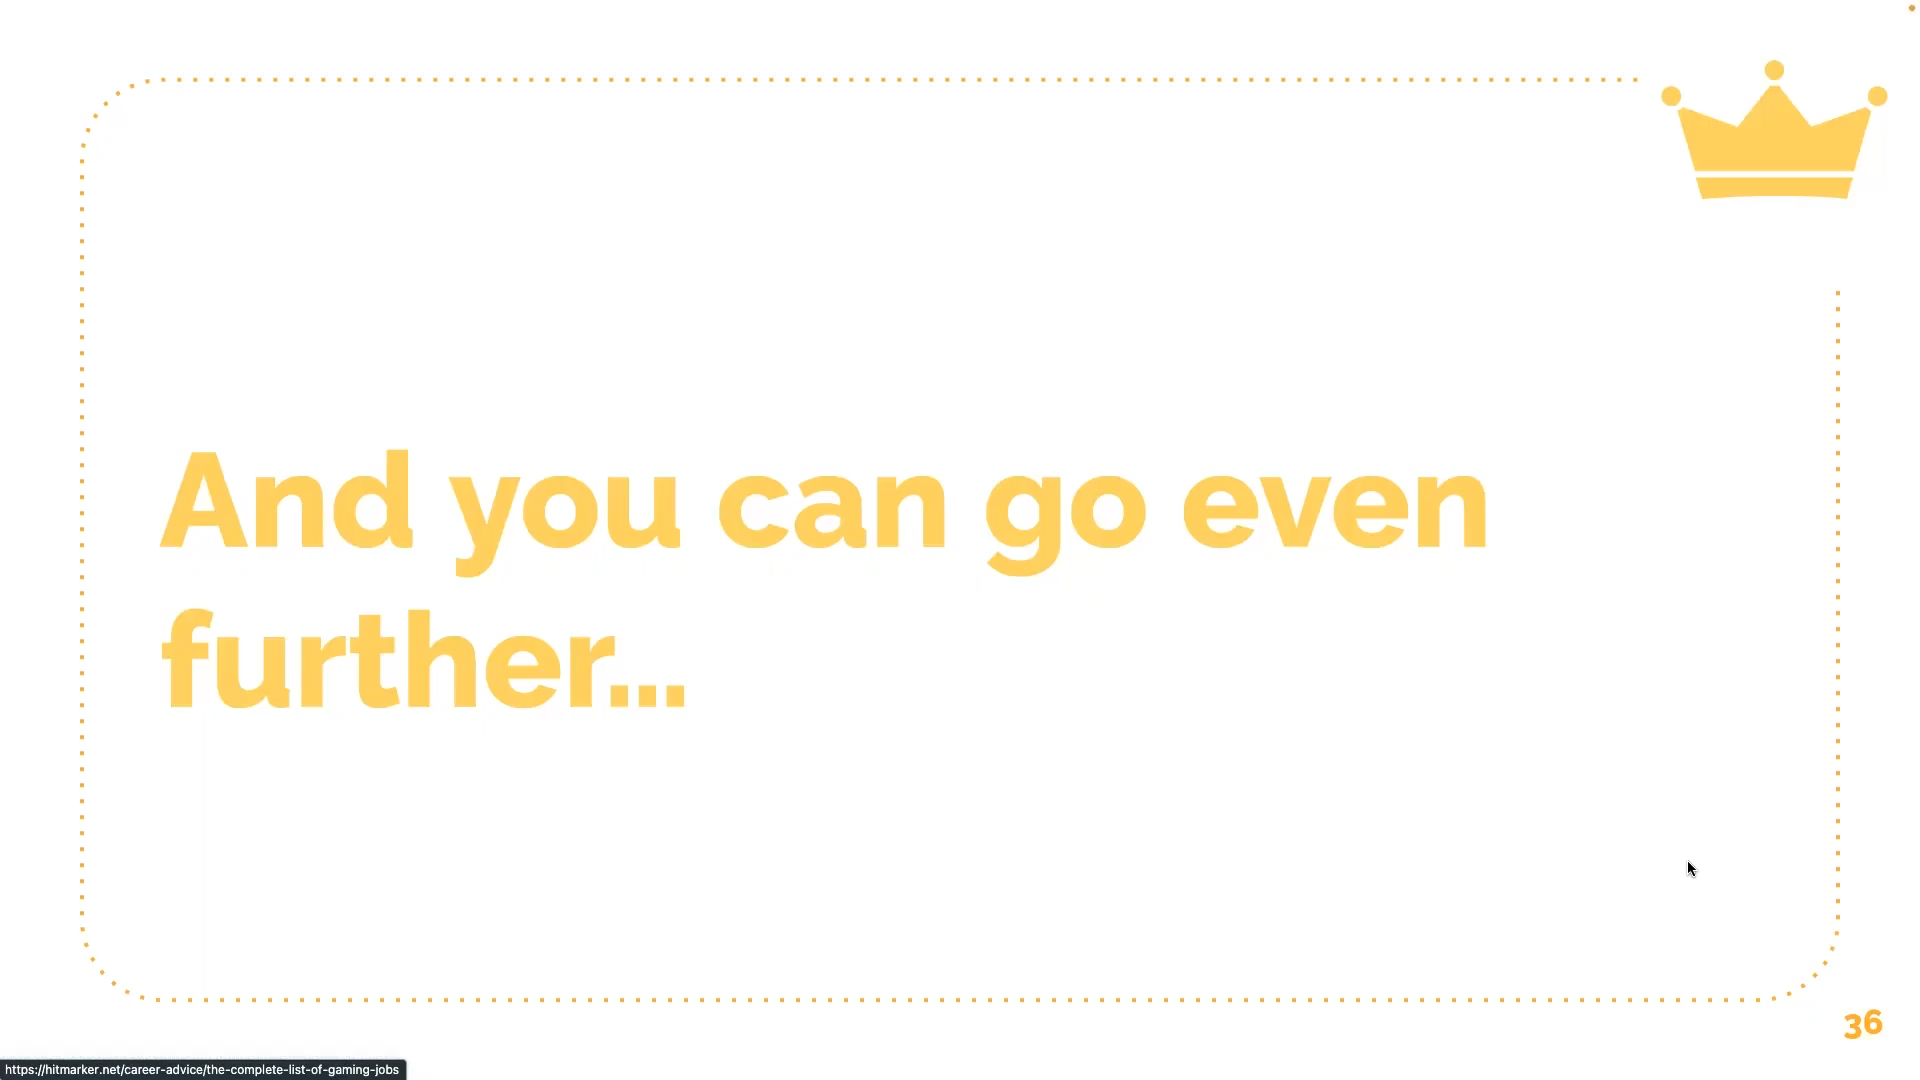 And you can go even
further...
36
https://hitmarker.net/career-advice/the-complete-list-of-gaming-jobs